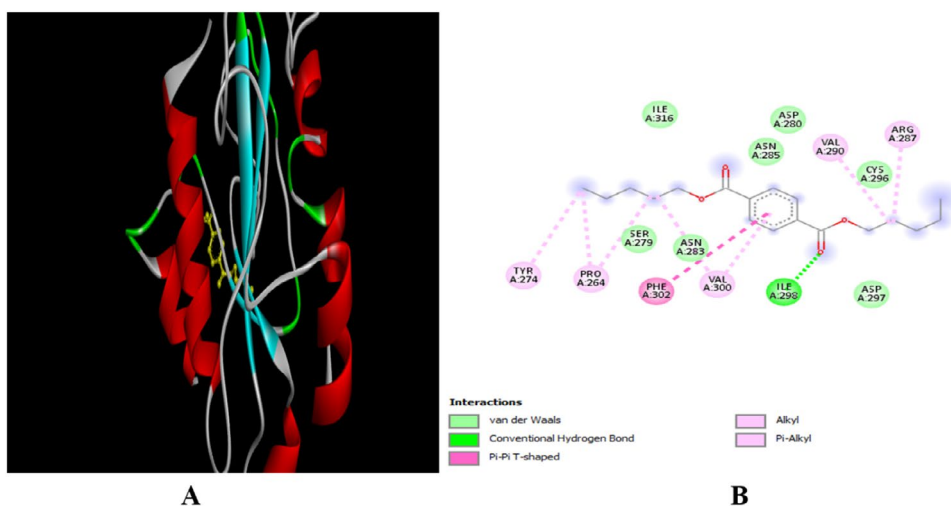 ILE
A:316
ASP
A:280
ASN
A:285
VAL
A:290
ARG
A:287
CYS
A:296
O
O
O
O
SER
A:279
ASN
A:283
TYR
A:274
PRO
A:264
PHE
A:302
VAL
A:300
ILE
A:298
ASP
A:297
Interactions
van der Waals
Conventional Hydrogen Bond
Pi-Pi T-shaped
Alkyl
Pi-Alkyl
A
B